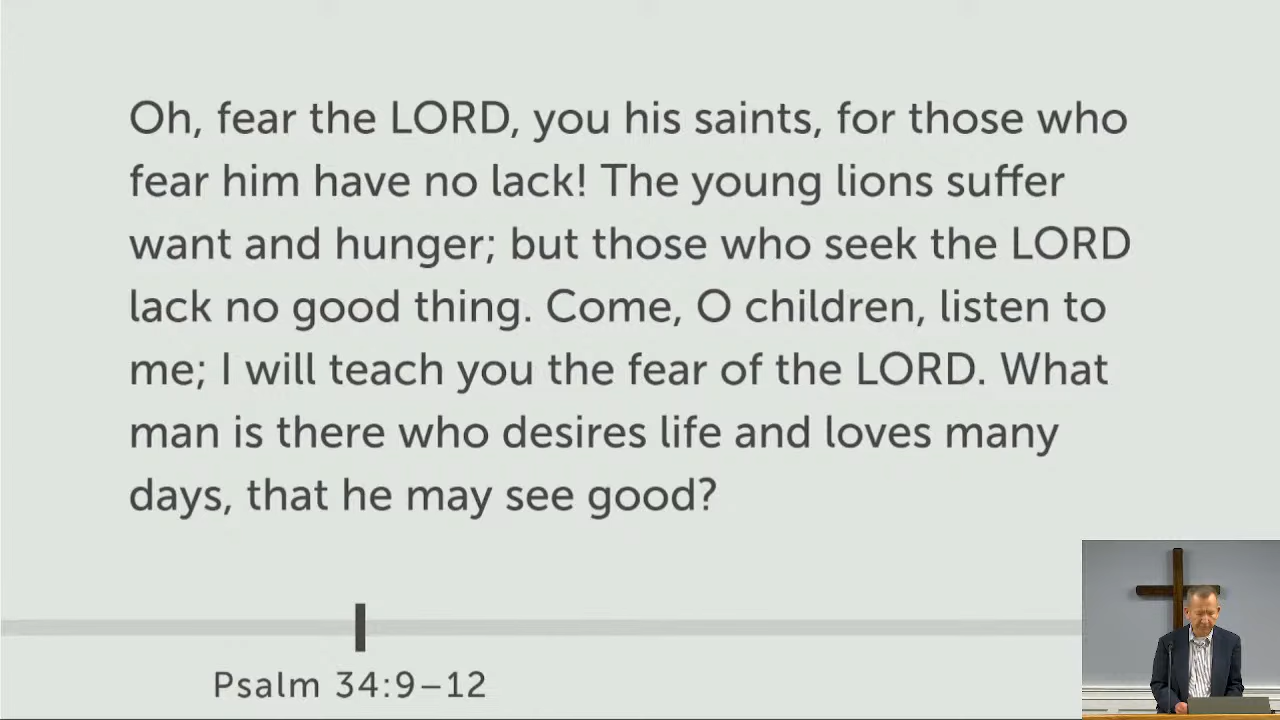 Oh, fear the LORD, you his saints, for those who
fear him have no lack! The young lions suffer
want and hunger; but those who seek the LORD
lack no good thing. Come, O children, listen to
me; I will teach you the fear of the LORD. What
man is there who desires life and loves many
days, that he may see good?
Psalm 34:9–12